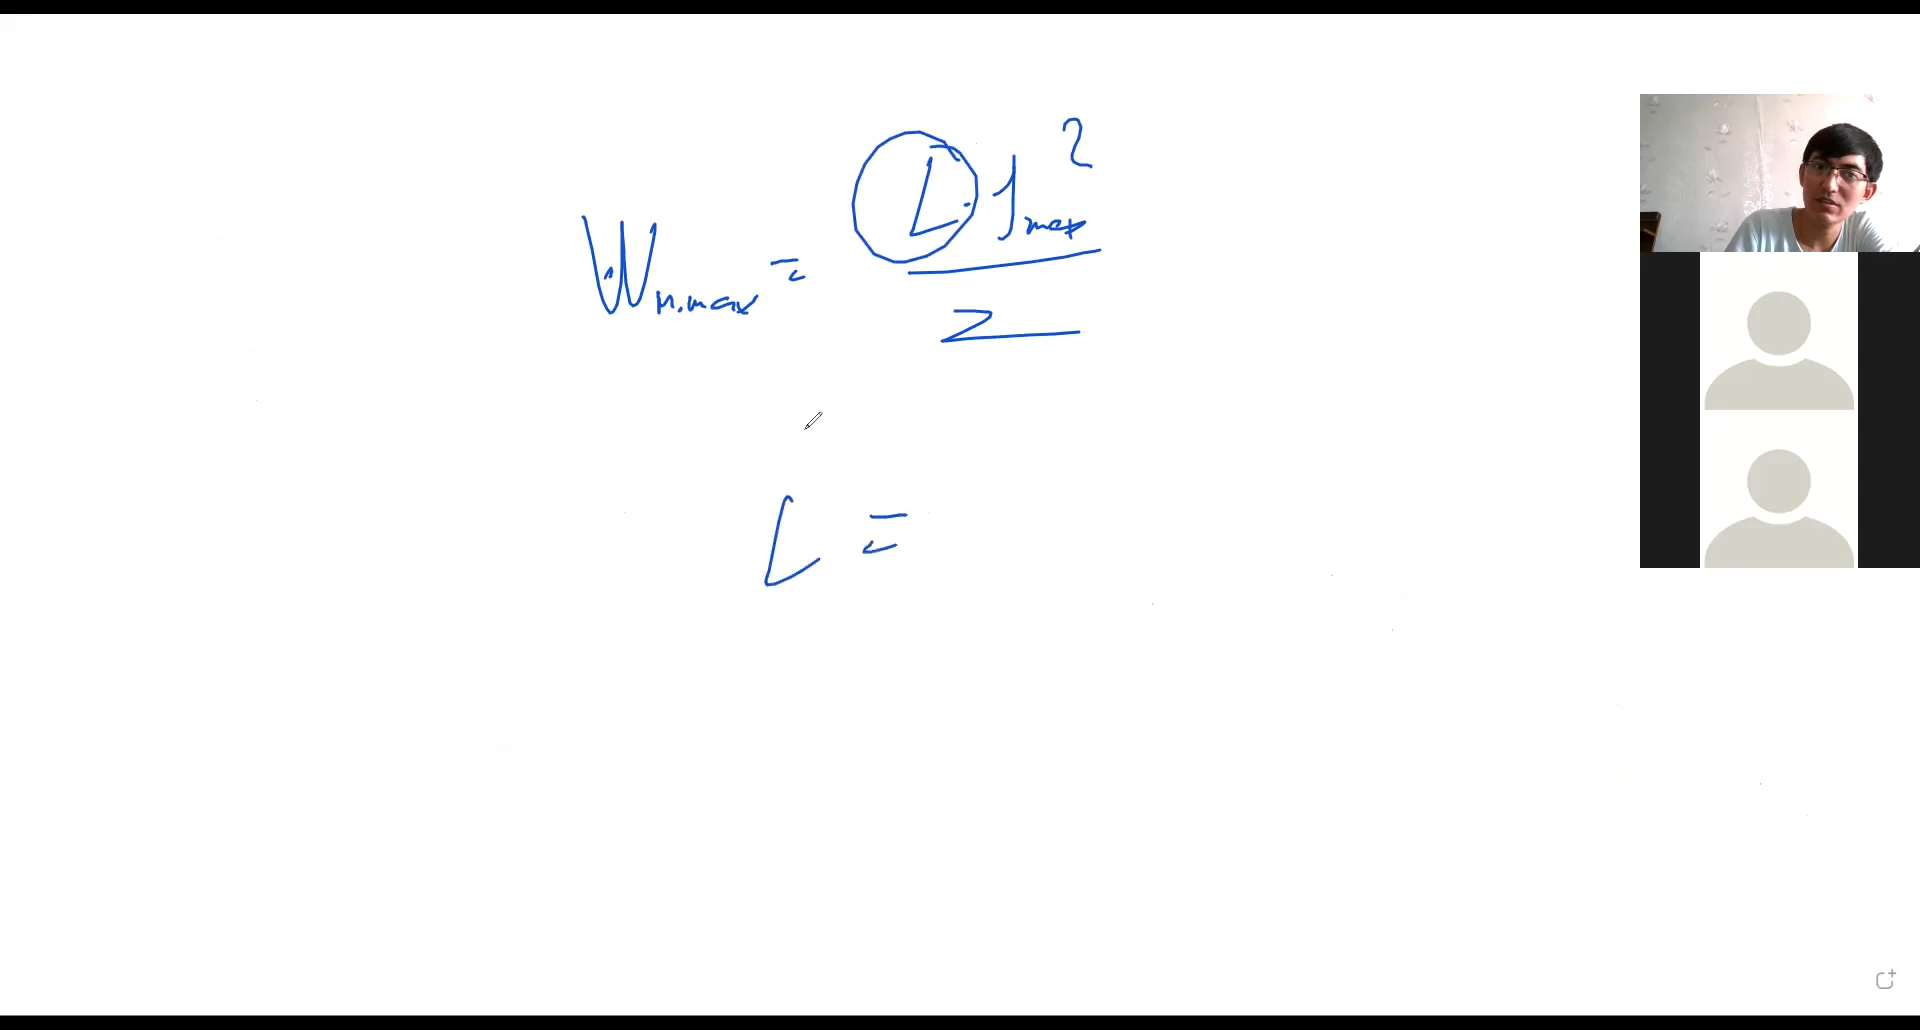 W м.max = L · I max ² / 2
L =